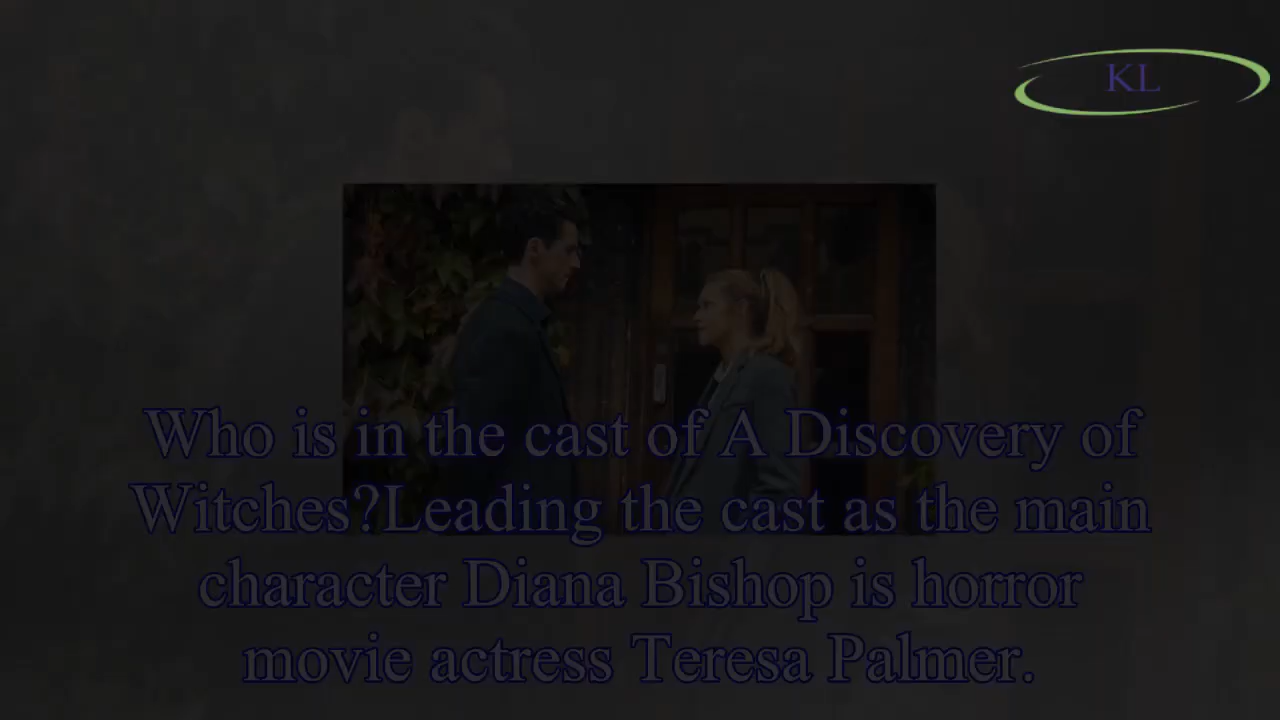 KL
Who is in the cast of A Discovery of
Witches?Leading the cast as the main
character Diana Bishop is horror
movie actress Teresa Palmer.